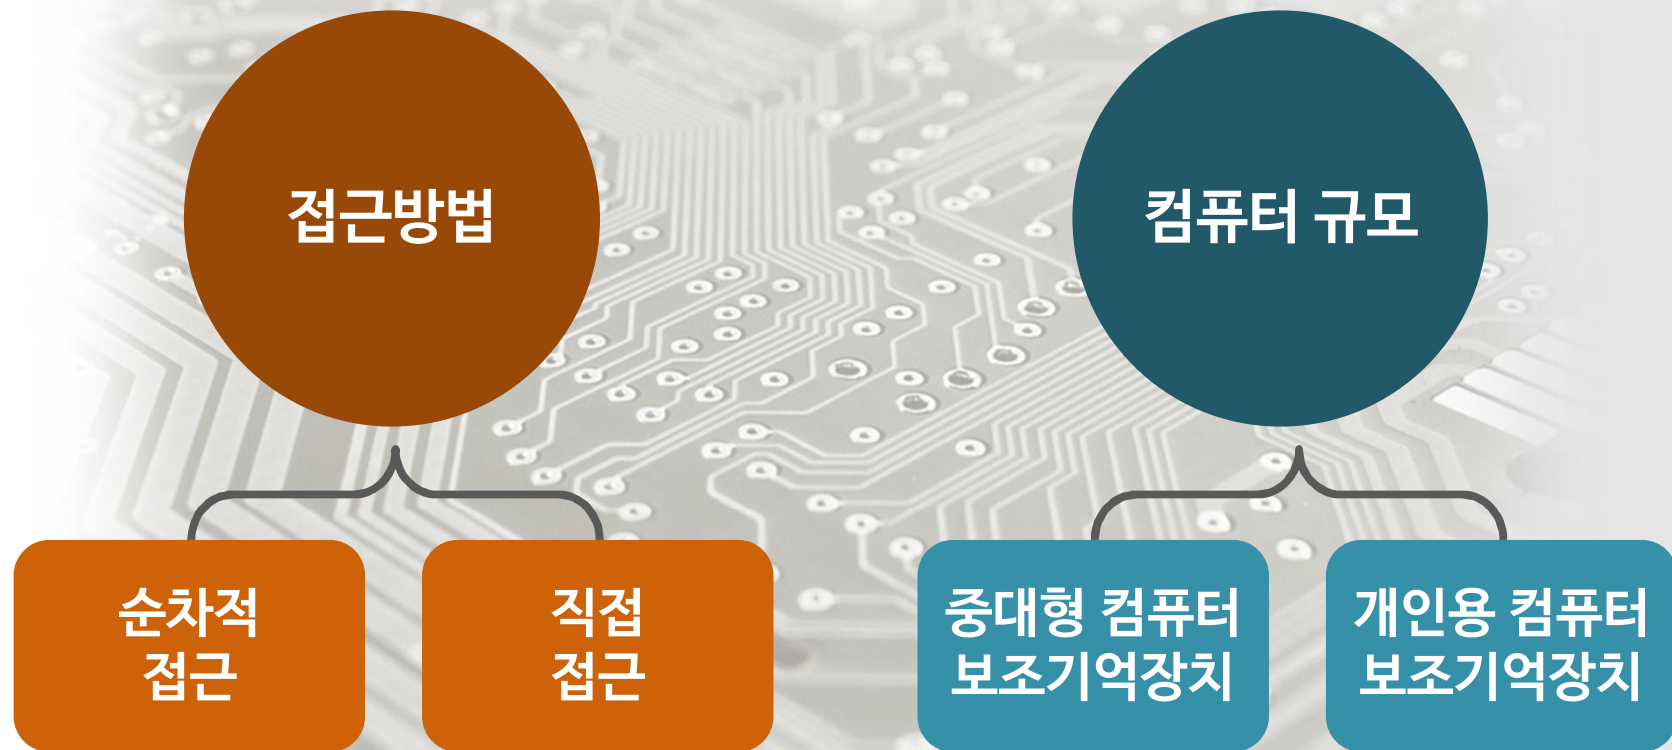 접근방법
컴퓨터 규모
순차적
접근
직접
접근
중대형 컴퓨터
보조기억장치
개인용 컴퓨터
보조기억장치